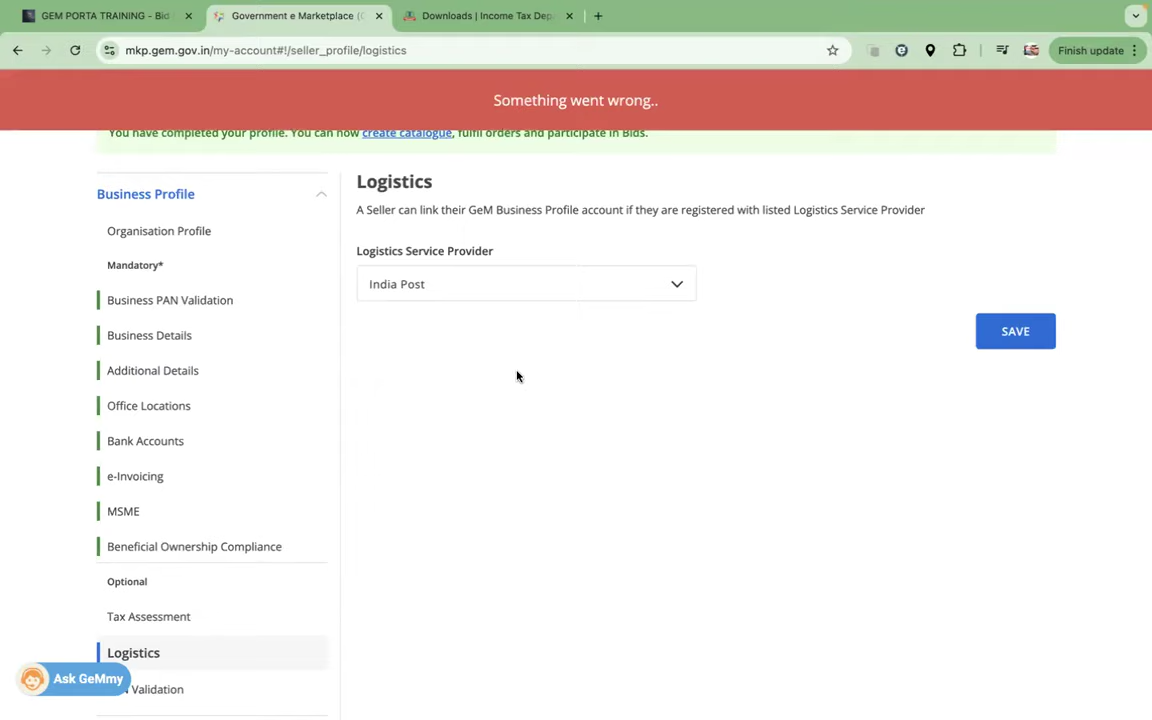 GEM PORTA TRAINING - Bid
Government e Marketplace (
Downloads | Income Tax Dep
mkp.gem.gov.in/my-account#!/seller_profile/logistics
Finish update
Something went wrong..
You have completed your profile. You can now create catalogue, fulfil orders and participate in Bids.
Business Profile
Organisation Profile
Mandatory*
Business PAN Validation
Business Details
Additional Details
Office Locations
Bank Accounts
e-Invoicing
MSME
Beneficial Ownership Compliance
Optional
Tax Assessment
Logistics
Validation
Ask GeMmy
Logistics
A Seller can link their GeM Business Profile account if they are registered with listed Logistics Service Provider
Logistics Service Provider
India Post
SAVE